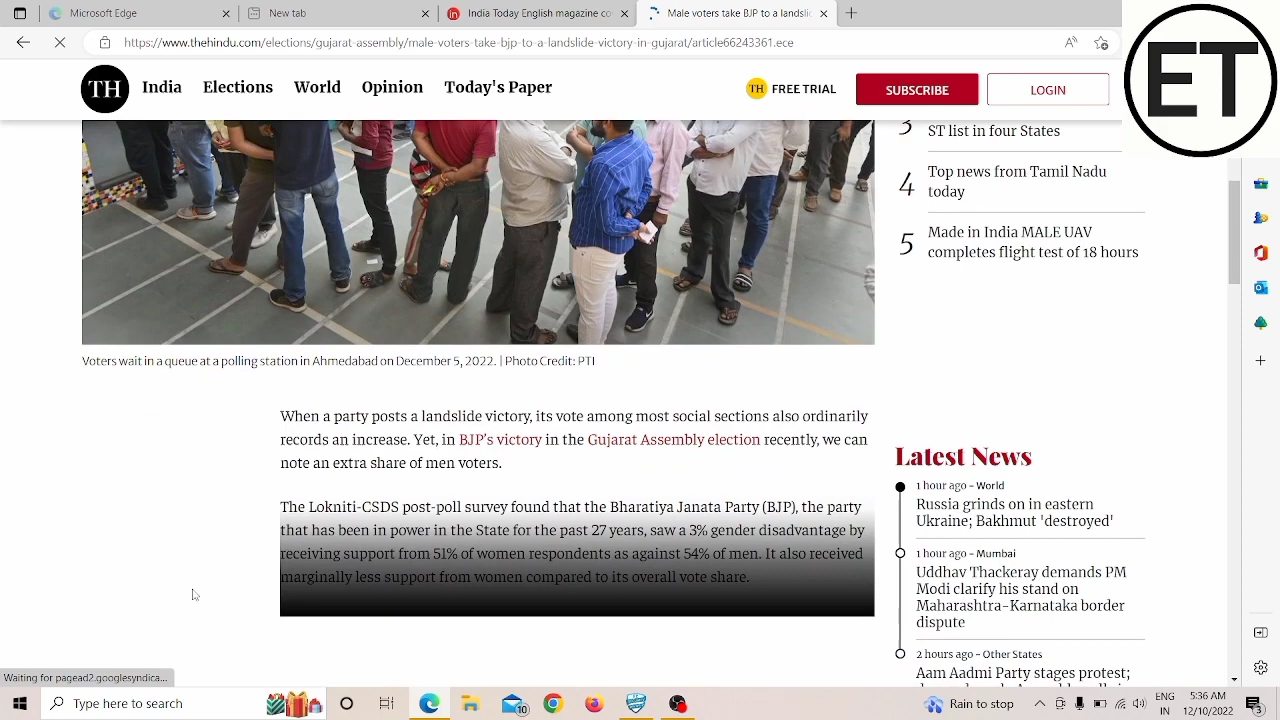 Microsoft Edge
New tab
India Today English magazine co
Male voters take BJP to a landslid
https://www.thehindu.com/elections/gujarat-assembly/male-voters-take-bjp-to-a-landslide-victory-in-gujarat/article66243361.ece
ET
TH
India
Elections
World
Opinion
Today's Paper
TH FREE TRIAL
SUBSCRIBE
LOGIN
3
ST list in four States
4
Top news from Tamil Nadu
today
5
Made in India MALE UAV
completes flight test of 18 hours
Voters wait in a queue at a polling station in Ahmedabad on December 5, 2022. | Photo Credit: PTI
When a party posts a landslide victory, its vote among most social sections also ordinarily
records an increase. Yet, in BJP's victory in the Gujarat Assembly election recently, we can
note an extra share of men voters.
The Lokniti-CSDS post-poll survey found that the Bharatiya Janata Party (BJP), the party
that has been in power in the State for the past 27 years, saw a 3% gender disadvantage by
receiving support from 51% of women respondents as against 54% of men. It also received
marginally less support from women compared to its overall vote share.
Latest News
1 hour ago - World
Russia grinds on in eastern
Ukraine; Bakhmut 'destroyed'
1 hour ago - Mumbai
Uddhav Thackeray demands PM
Modi clarify his stand on
Maharashtra-Karnataka border
dispute
2 hours ago - Other States
Aam Aadmi Party stages protest;
Waiting for pagead2.googlesyndica...
Type here to search
10
Rain to stop
ENG
IN
5:36 AM
12/10/2022
3